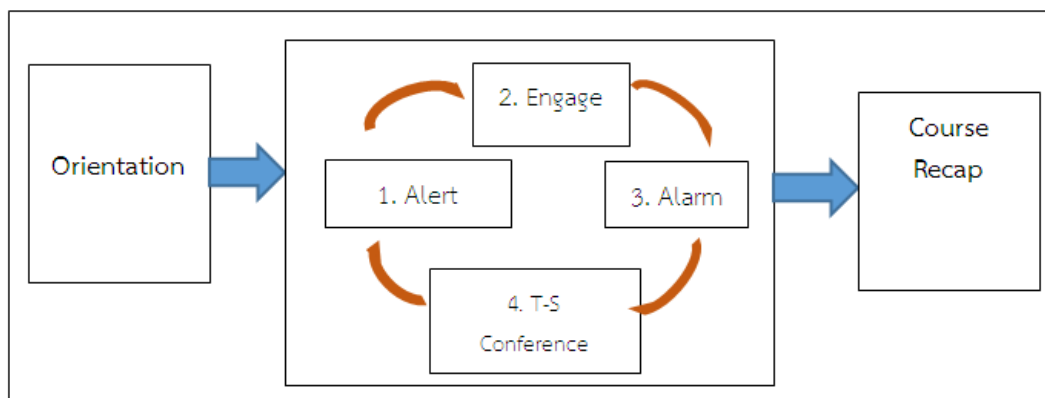 Orientation
1. Alert
2. Engage
3. Alarm
4. T-S
Conference
Course
Recap